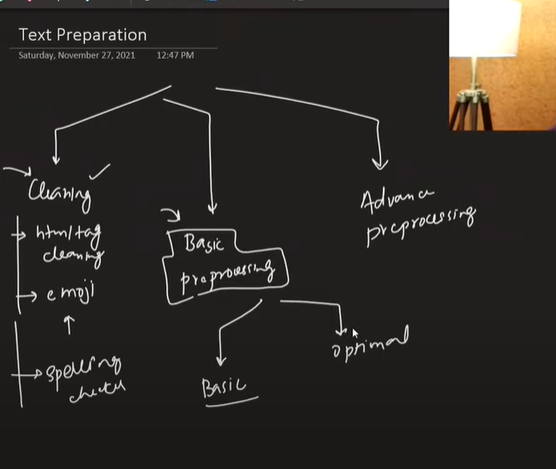 Text Preparation
Saturday, November 27, 2021 12:47 PM
Cleaning
html/tag
cleaning
emoji
spelling
Basic
preprocessing
Advance
preprocessing
Basic
Optimal